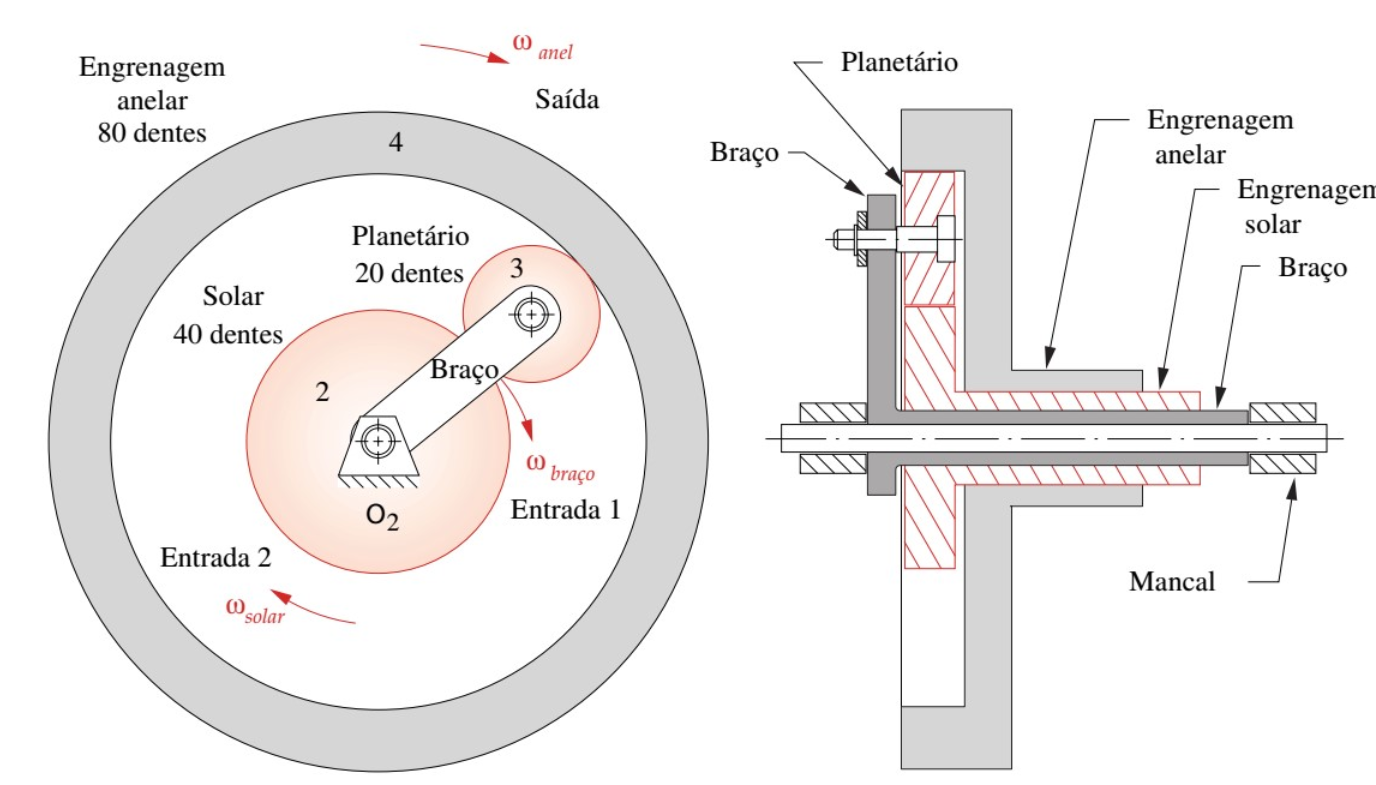 Engrenagem
anelar
80 dentes
ω anel
Saída
4
Planetário
20 dentes
3
Solar
40 dentes
Braço
2
ω braço
O2
Entrada 1
Entrada 2
ωsolar
Planetário
Braço
Engrenagem
anelar
Engrenagem
solar
Braço
Mancal